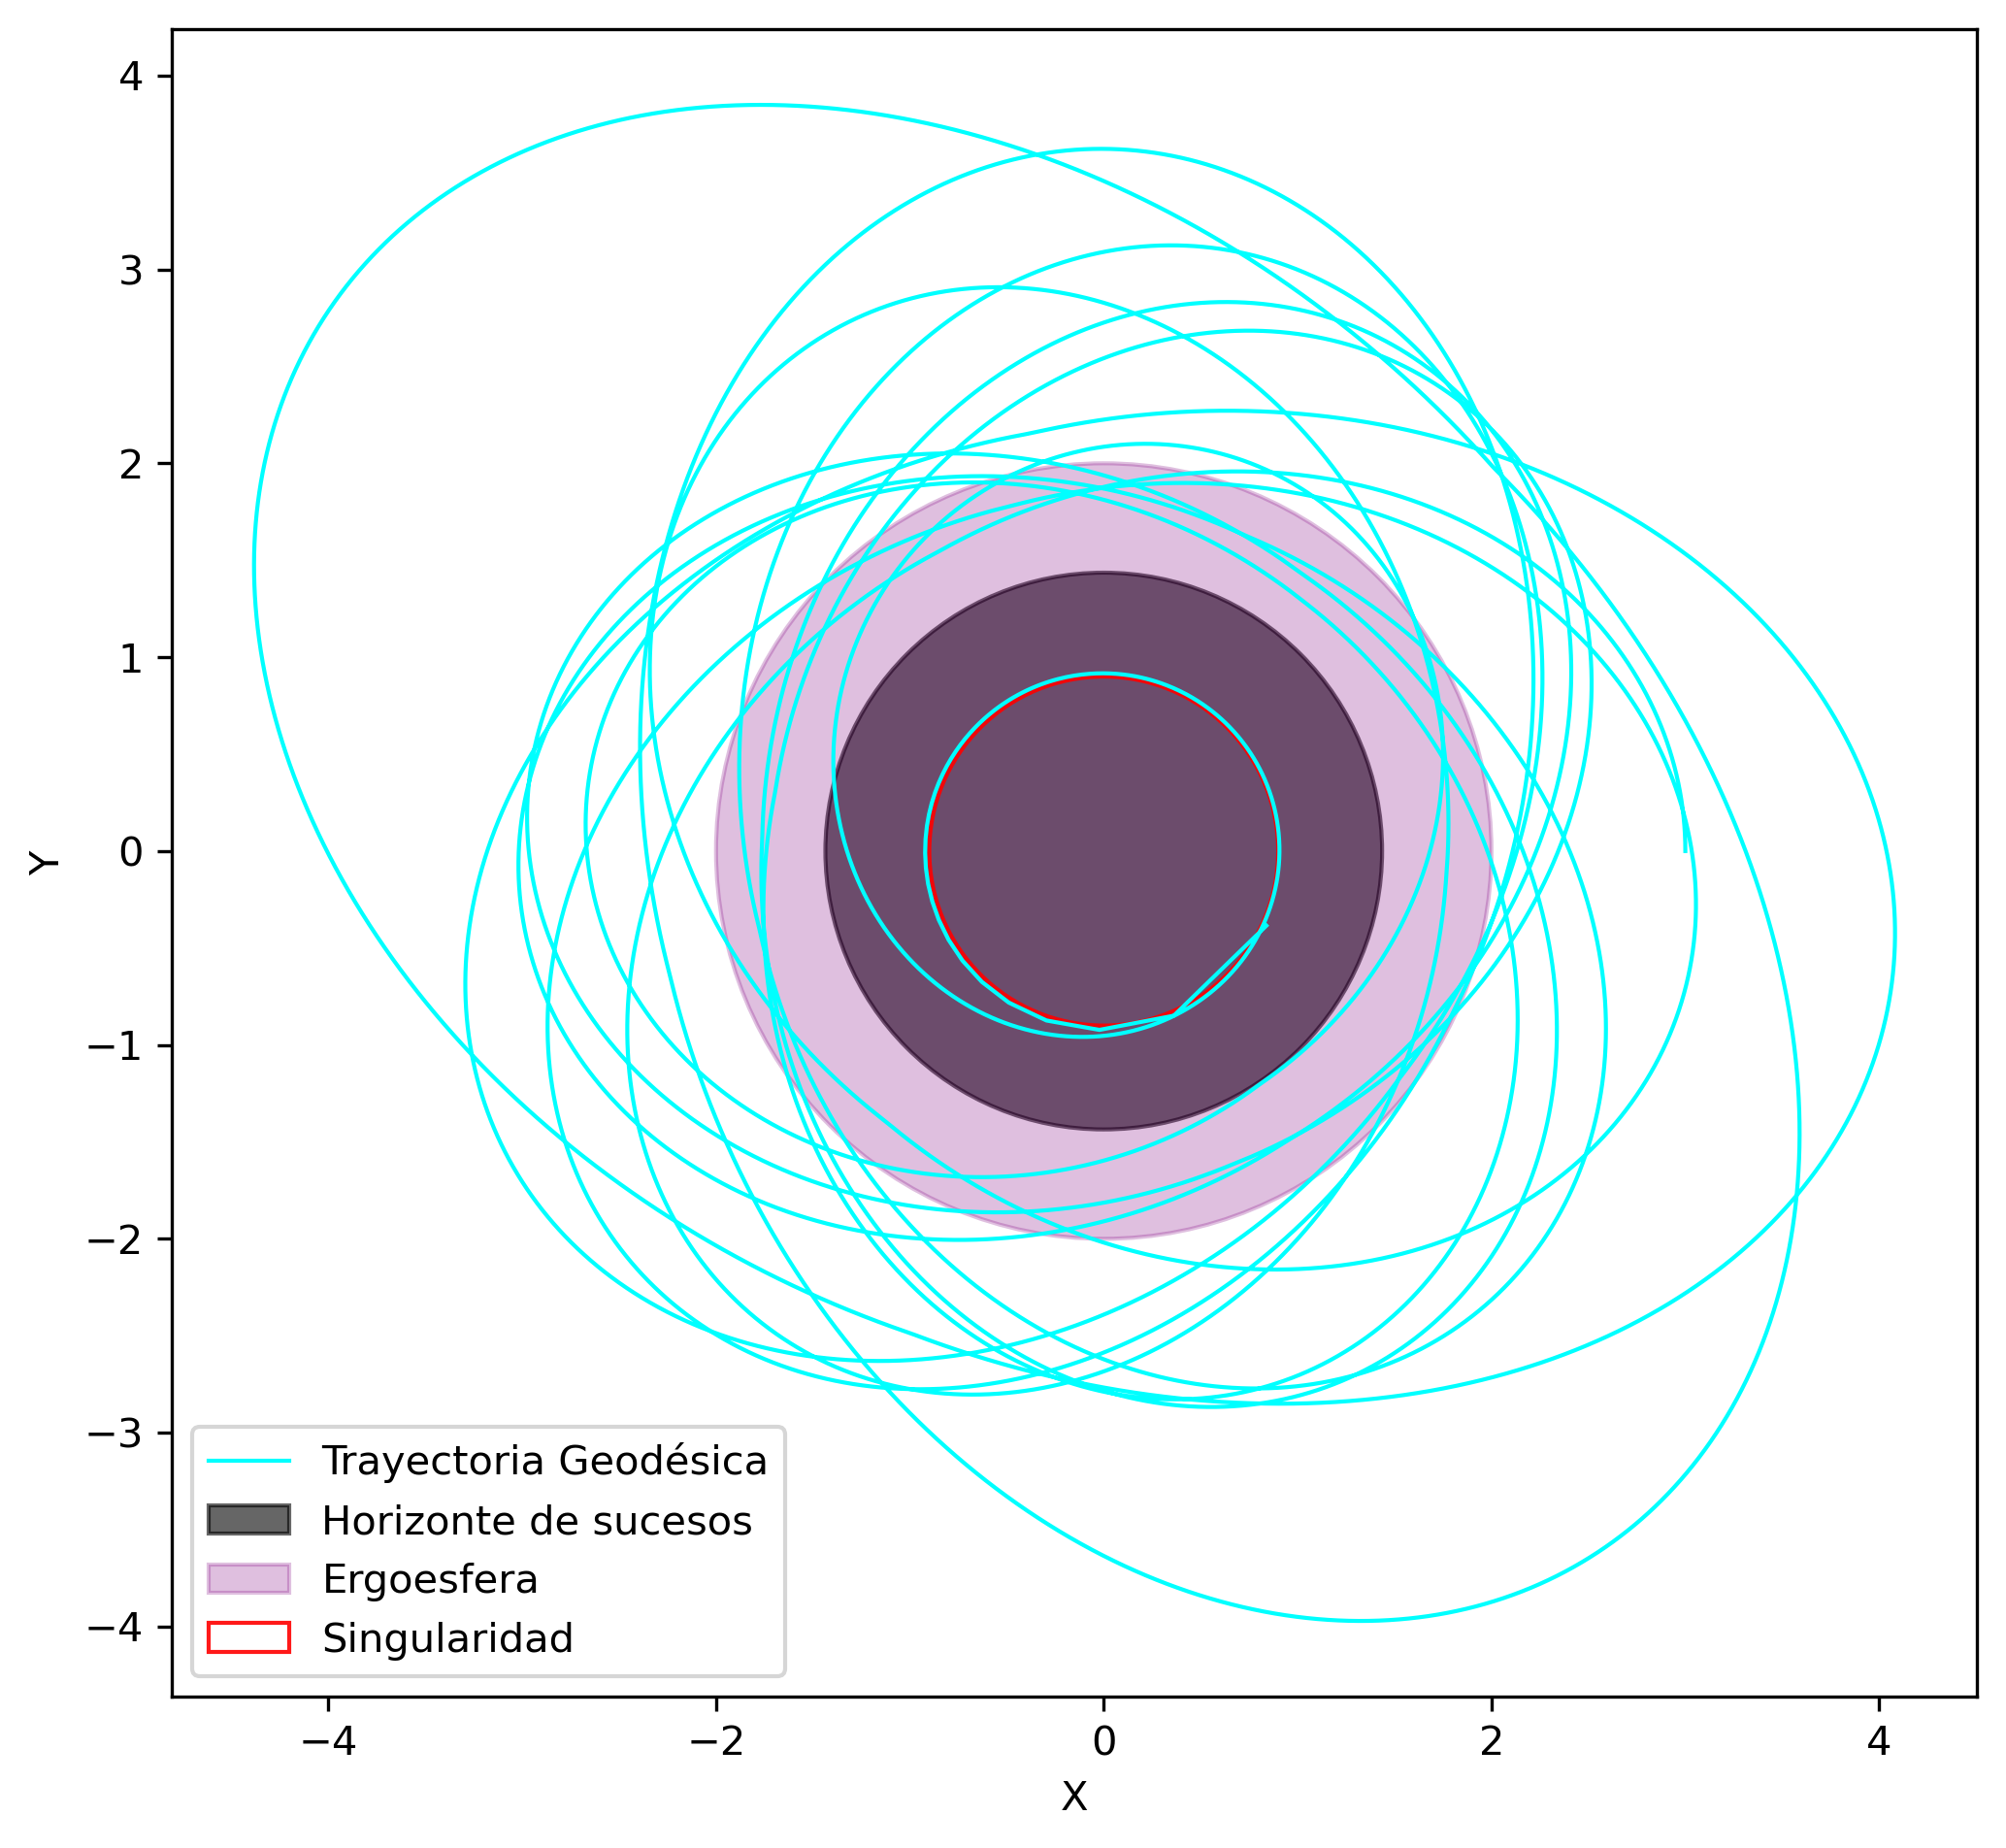 4
3
2
1
0
−1
−2
−3
−4
Y
Trayectoria Geodésica
Horizonte de sucesos
Ergoesfera
Singularidad
−4 −2 0 2 4
X